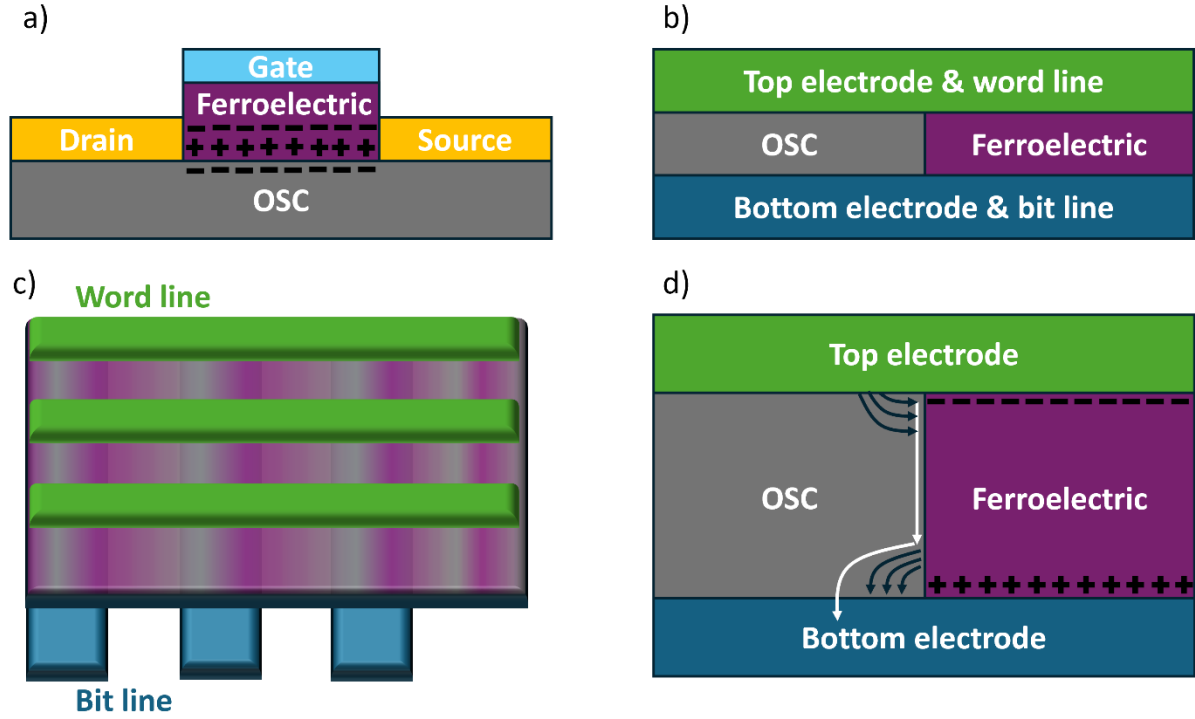 a)
Gate
Ferroelectric
Drain
Source
OSC
b)
Top electrode & word line
OSC
Ferroelectric
Bottom electrode & bit line
c)
Word line
Bit line
d)
Top electrode
OSC
Ferroelectric
Bottom electrode